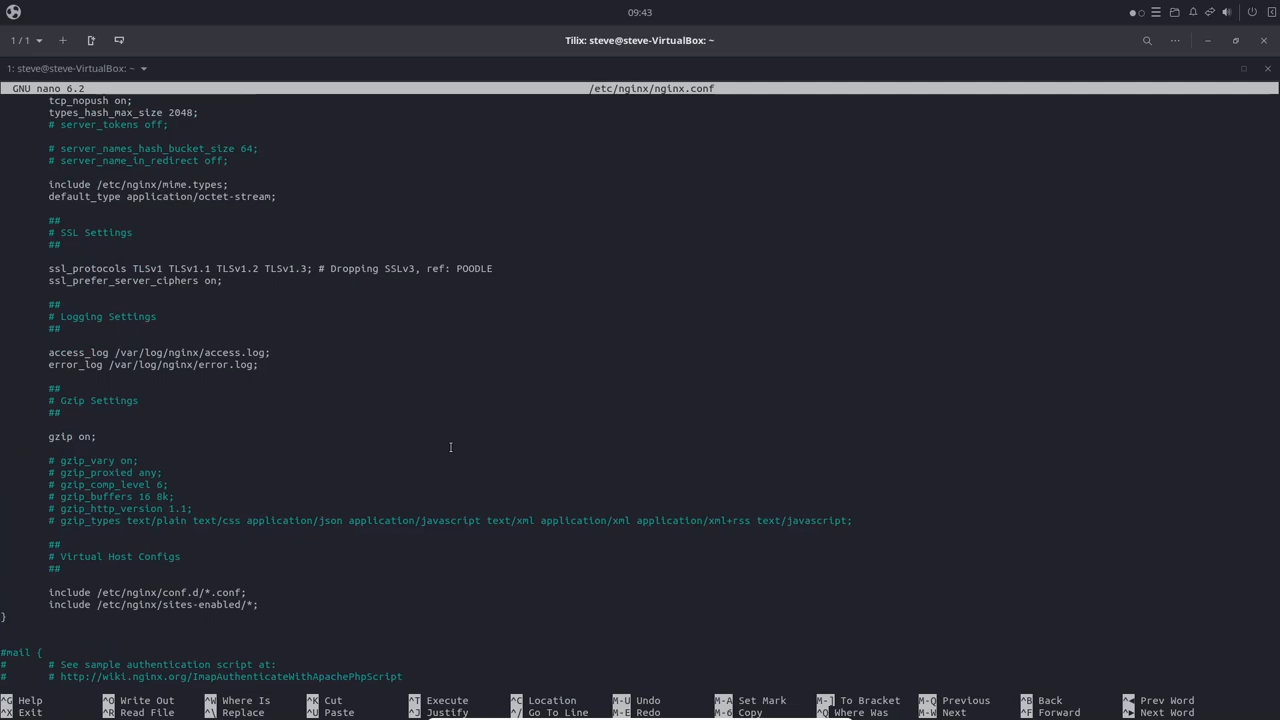 09:43
1 / 1
Tilix: steve@steve-VirtualBox: ~
1: steve@steve-VirtualBox: ~
GNU nano 6.2 /etc/nginx/nginx.conf
tcp_nopush on;
types_hash_max_size 2048;
# server_tokens off;
# server_names_hash_bucket_size 64;
# server_name_in_redirect off;
include /etc/nginx/mime.types;
default_type application/octet-stream;
##
# SSL Settings
##
ssl_protocols TLSv1 TLSv1.1 TLSv1.2 TLSv1.3; # Dropping SSLv3, ref: POODLE
ssl_prefer_server_ciphers on;
##
# Logging Settings
##
access_log /var/log/nginx/access.log;
error_log /var/log/nginx/error.log;
##
# Gzip Settings
##
gzip on;
# gzip_vary on;
# gzip_proxied any;
# gzip_comp_level 6;
# gzip_buffers 16 8k;
# gzip_http_version 1.1;
# gzip_types text/plain text/css application/json application/javascript text/xml application/xml application/xml+rss text/javascript;
##
# Virtual Host Configs
##
include /etc/nginx/conf.d/*.conf;
include /etc/nginx/sites-enabled/*;
}
#mail {
# # See sample authentication script at:
# # http://wiki.nginx.org/ImapAuthenticateWithApachePhpScript
^G Help ^O Write Out ^W Where Is ^K Cut ^T Execute ^C Location M-U Undo M-A Set Mark M-] To Bracket M-Q Previous ^B Back ^◀ Prev Word
^X Exit ^R Read File ^\ Replace ^U Paste ^J Justify ^/ Go To Line M-E Redo M-6 Copy ^Q Where Was M-W Next ^F Forward ^▶ Next Word